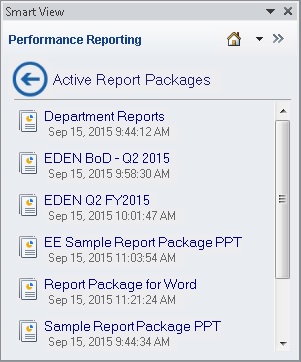 Smart View
Performance Reporting
Active Report Packages
Department Reports
Sep 15, 2015 9:44:12 AM
EDEN BoD - Q2 2015
Sep 15, 2015 9:58:30 AM
EDEN Q2 FY2015
Sep 15, 2015 10:01:47 AM
EE Sample Report Package PPT
Sep 15, 2015 11:03:54 AM
Report Package for Word
Sep 15, 2015 11:21:24 AM
Sample Report Package PPT
Sep 15, 2015 9:44:34 AM